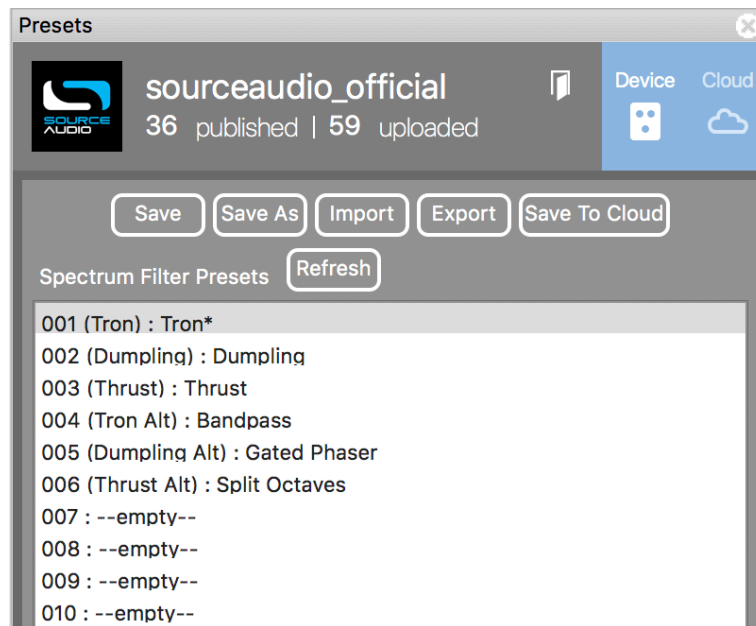 Presets
SOURCE
AUDIO
sourceaudio_official
36 published | 59 uploaded
Device
Cloud
Save
Save As
Import
Export
Save To Cloud
Spectrum Filter Presets
Refresh
001 (Tron) : Tron*
002 (Dumpling) : Dumpling
003 (Thrust) : Thrust
004 (Tron Alt) : Bandpass
005 (Dumpling Alt) : Gated Phaser
006 (Thrust Alt) : Split Octaves
007 : --empty--
008 : --empty--
009 : --empty--
010 : --empty--